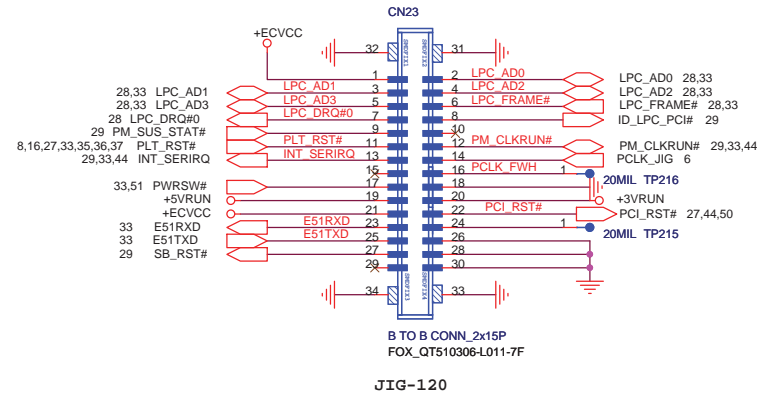 CN23
+ECVCC
32 SMDFIX1 SMDFIX2 31
1 2 LPC_AD0 LPC_AD0 28,33
28,33 LPC_AD1 LPC_AD1 3 4 LPC_AD2 LPC_AD2 28,33
28,33 LPC_AD3 LPC_AD3 5 6 LPC_FRAME# LPC_FRAME# 28,33
28 LPC_DRQ#0 LPC_DRQ#0 7 8 ID_LPC_PCI# 29
29 PM_SUS_STAT# 9 10
8,16,27,33,35,36,37 PLT_RST# PLT_RST# 11 12 PM_CLKRUN# PM_CLKRUN# 29,33,44
29,33,44 INT_SERIRQ INT_SERIRQ 13 14 PCLK_JIG 6
15 16 PCLK_FWH 1 20MIL TP216
33,51 PWRSW# 17 18
+5VRUN 19 20 +3VRUN
+ECVCC 21 22 PCI_RST# PCI_RST# 27,44,50
33 E51RXD E51RXD 23 24 1 20MIL TP215
33 E51TXD E51TXD 25 26
29 SB_RST# 27 28
29 30
34 SMDFIX3 SMDFIX4 33
B TO B CONN_2x15P
FOX_QT510306-L011-7F
JIG-120